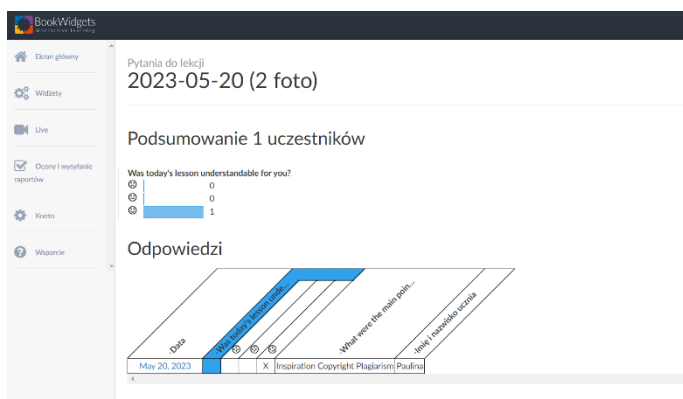 BookWidgets
interactive learning
Ekran główny
Widżety
Live
Oceny i wysyłanie
raportów
Konto
Wsparcie
Pytania do lekcji
2023-05-20 (2 foto)
Podsumowanie 1 uczestników
Was today's lesson understandable for you?
0
0
1
Odpowiedzi
-Data
-Was today's lesson unde...
-What were the main poin...
-Imię i nazwisko ucznia
May 20, 2023 X Inspiration Copyright Plagiarism Paulina